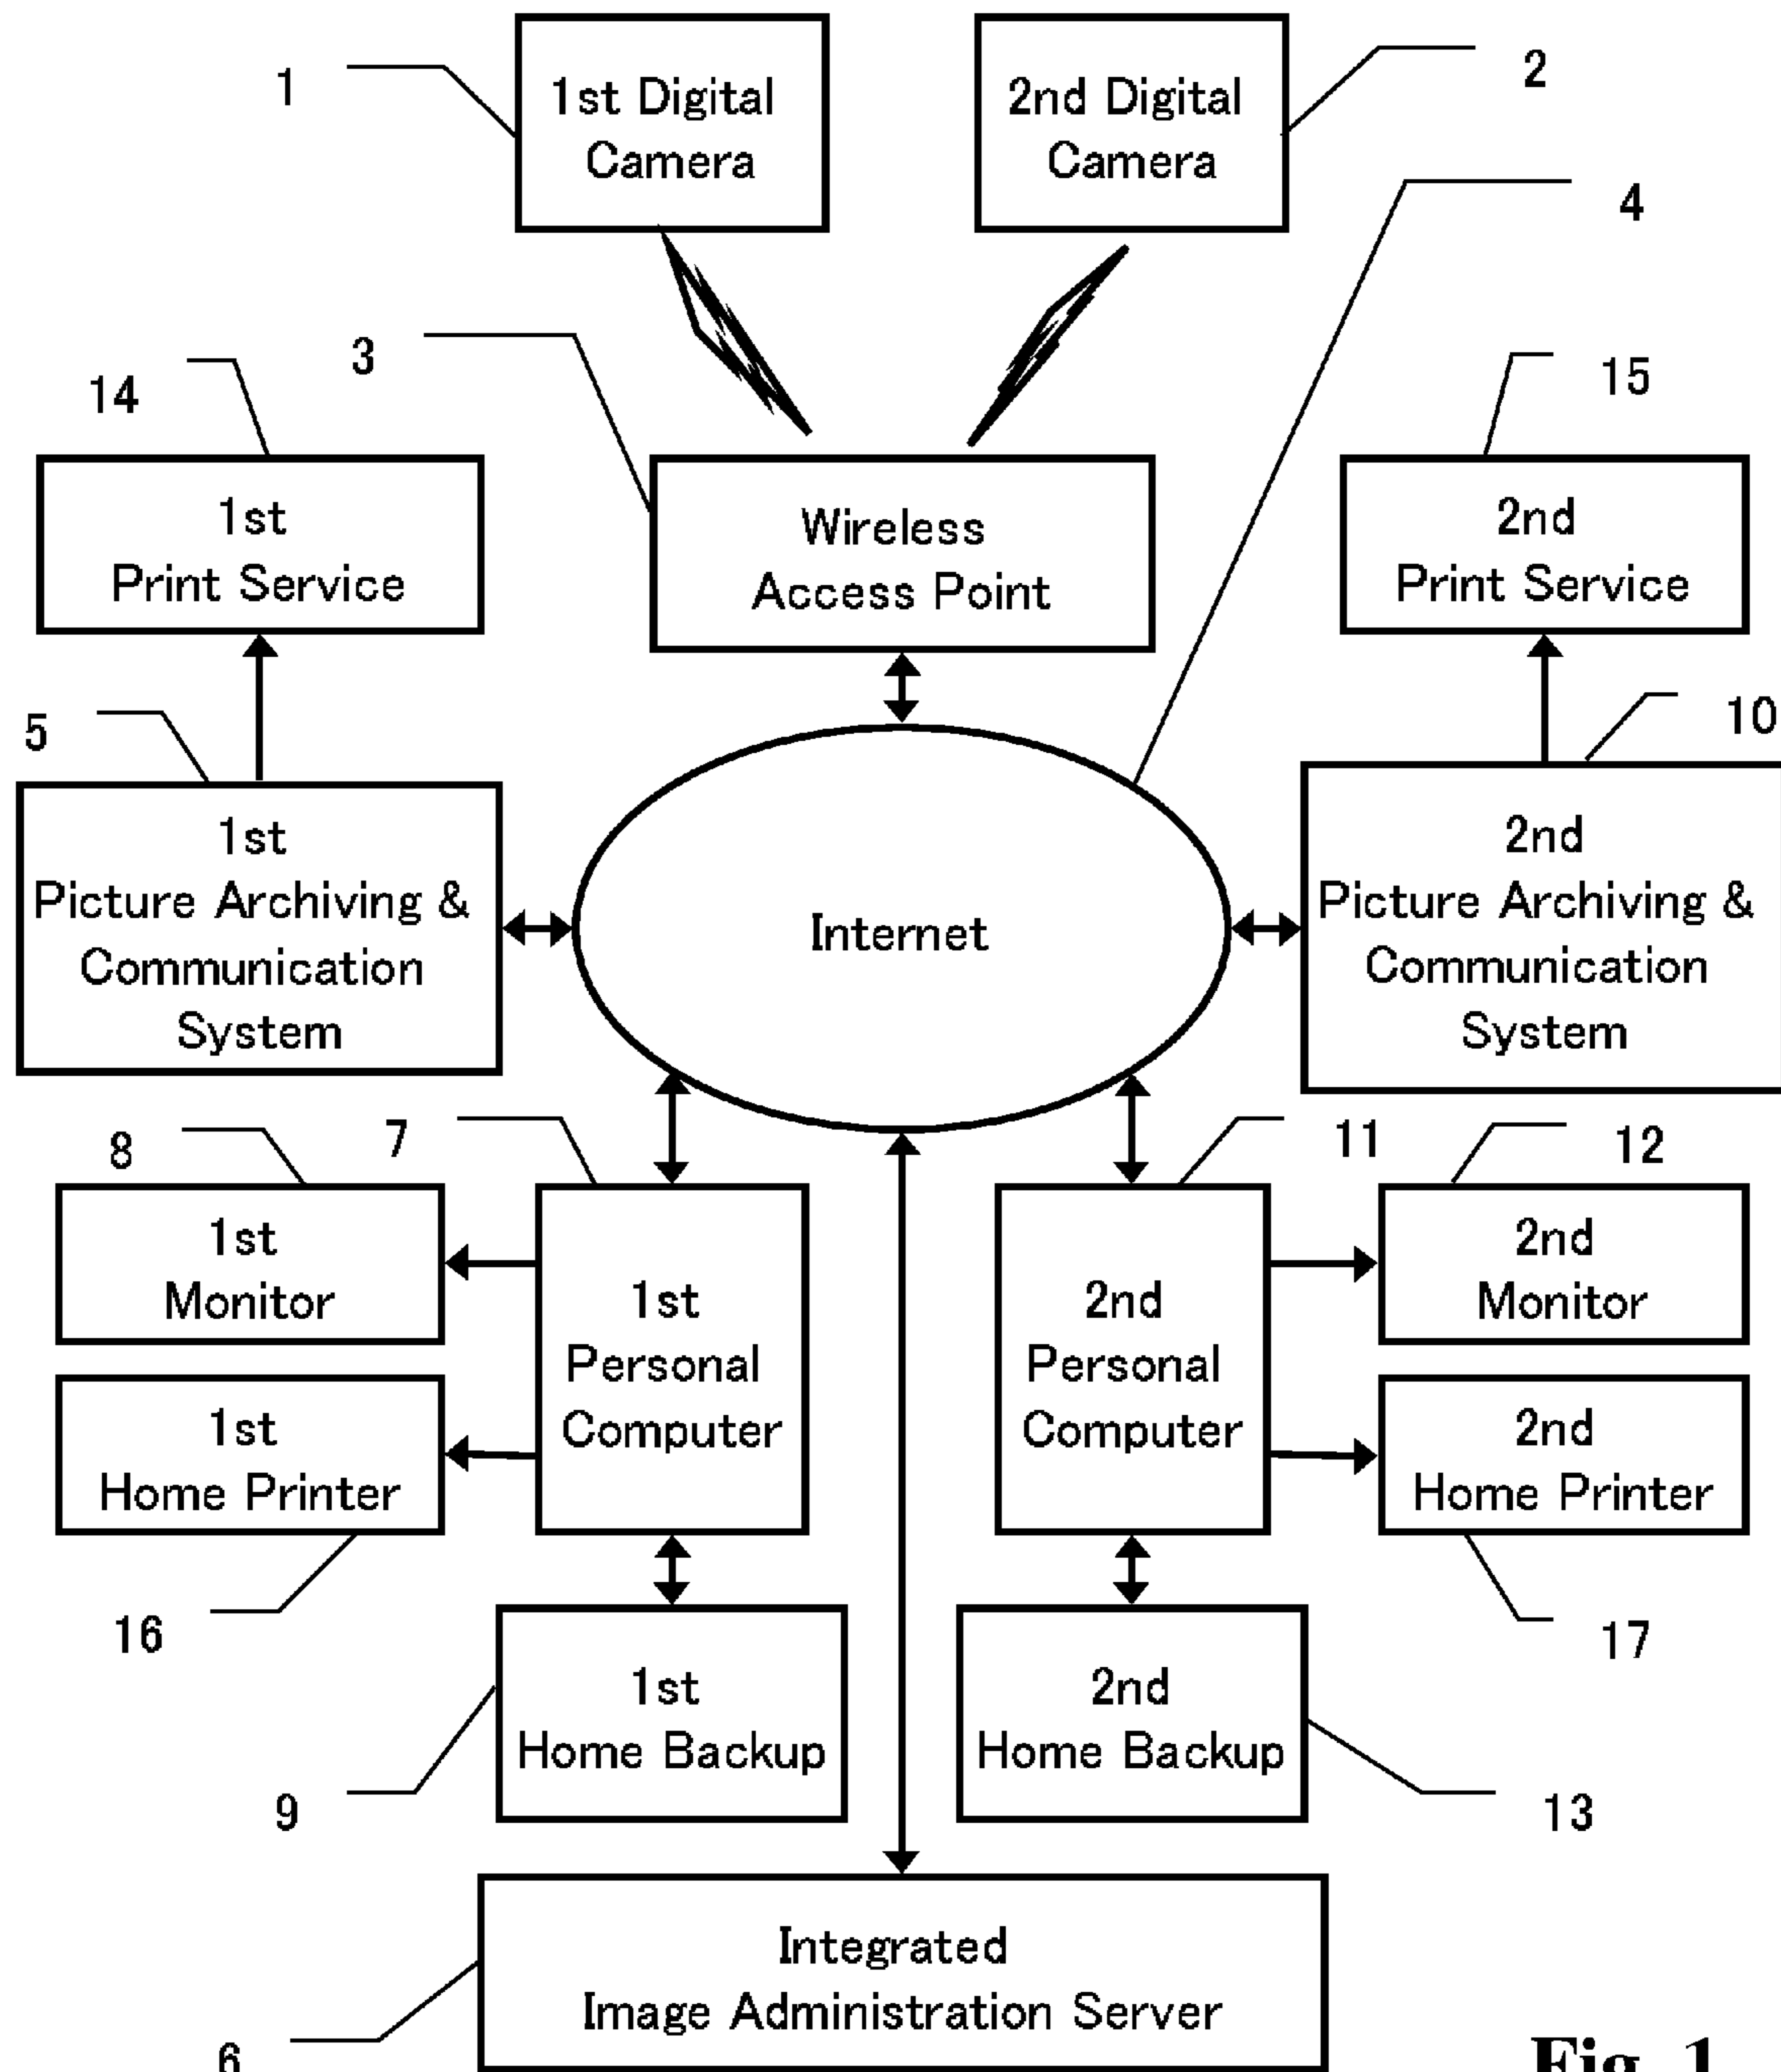 1
1st Digital
Camera
2nd Digital
Camera
2
4
3
14
15
1st
Print Service
Wireless
Access Point
2nd
Print Service
5
10
1st
Picture Archiving &
Communication
System
Internet
2nd
Picture Archiving &
Communication
System
8
7
11
12
1st
Monitor
1st
Personal
Computer
2nd
Personal
Computer
2nd
Monitor
1st
Home Printer
2nd
Home Printer
16
17
1st
Home Backup
2nd
Home Backup
9
13
Integrated
Image Administration Server
6
Fig. 1